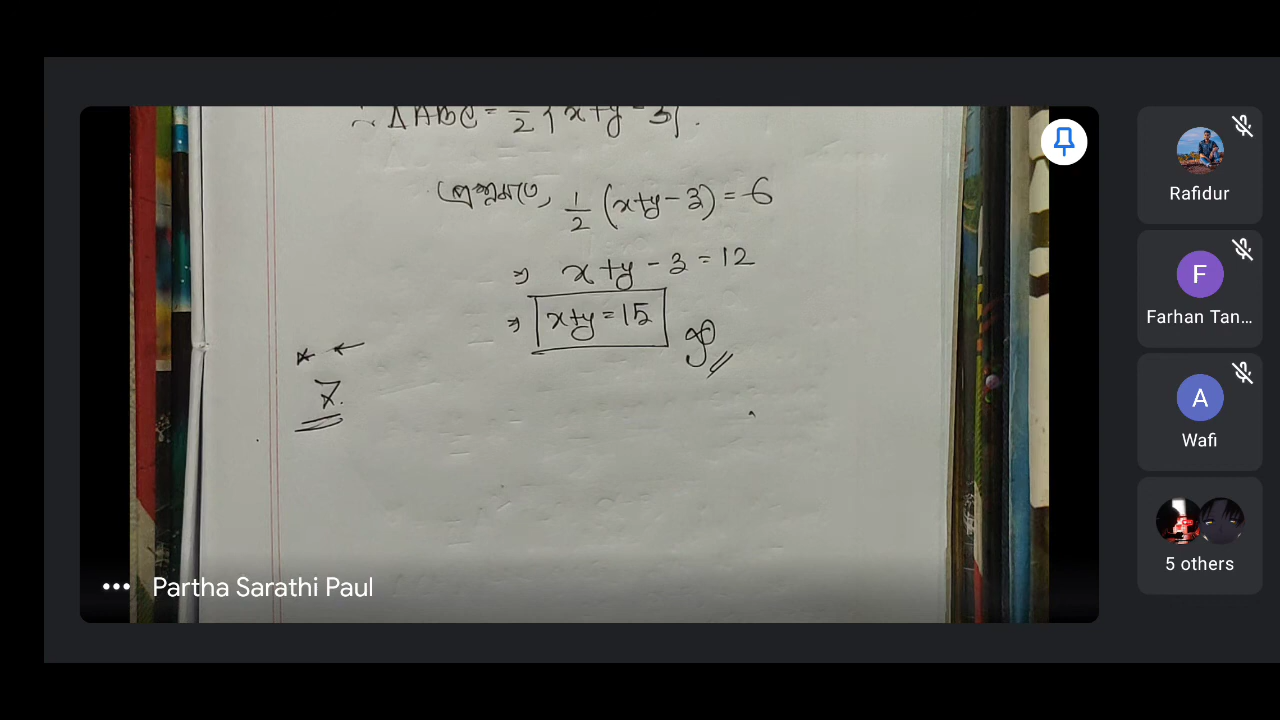 ∴ ΔABC = 1/2 {x+y-3}.
প্রশ্নমতে, 1/2 (x+y-3) = 6
⇒ x+y-3 = 12
⇒ x+y=15
* ←
7.
Partha Sarathi Paul
Rafidur
F
Farhan Tan...
A
Wafi
5 others